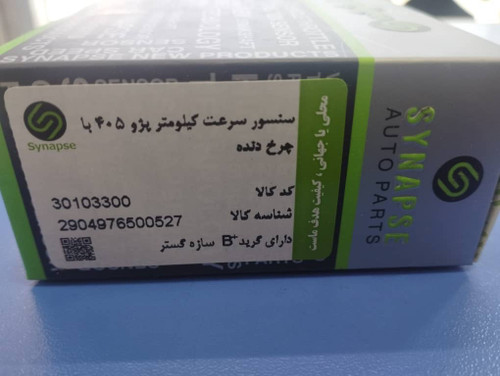 سنسور سرعت کیلومتر پژو ۴۰۵ با
چرخ دنده
کد کالا
30103300
شناسه کالا
2904976500527
دارای گرید B+ سازه گستر
Synapse
محلی یا جهانی، کیفیت هدف ماست
SYNAPSE
AUTO PARTS